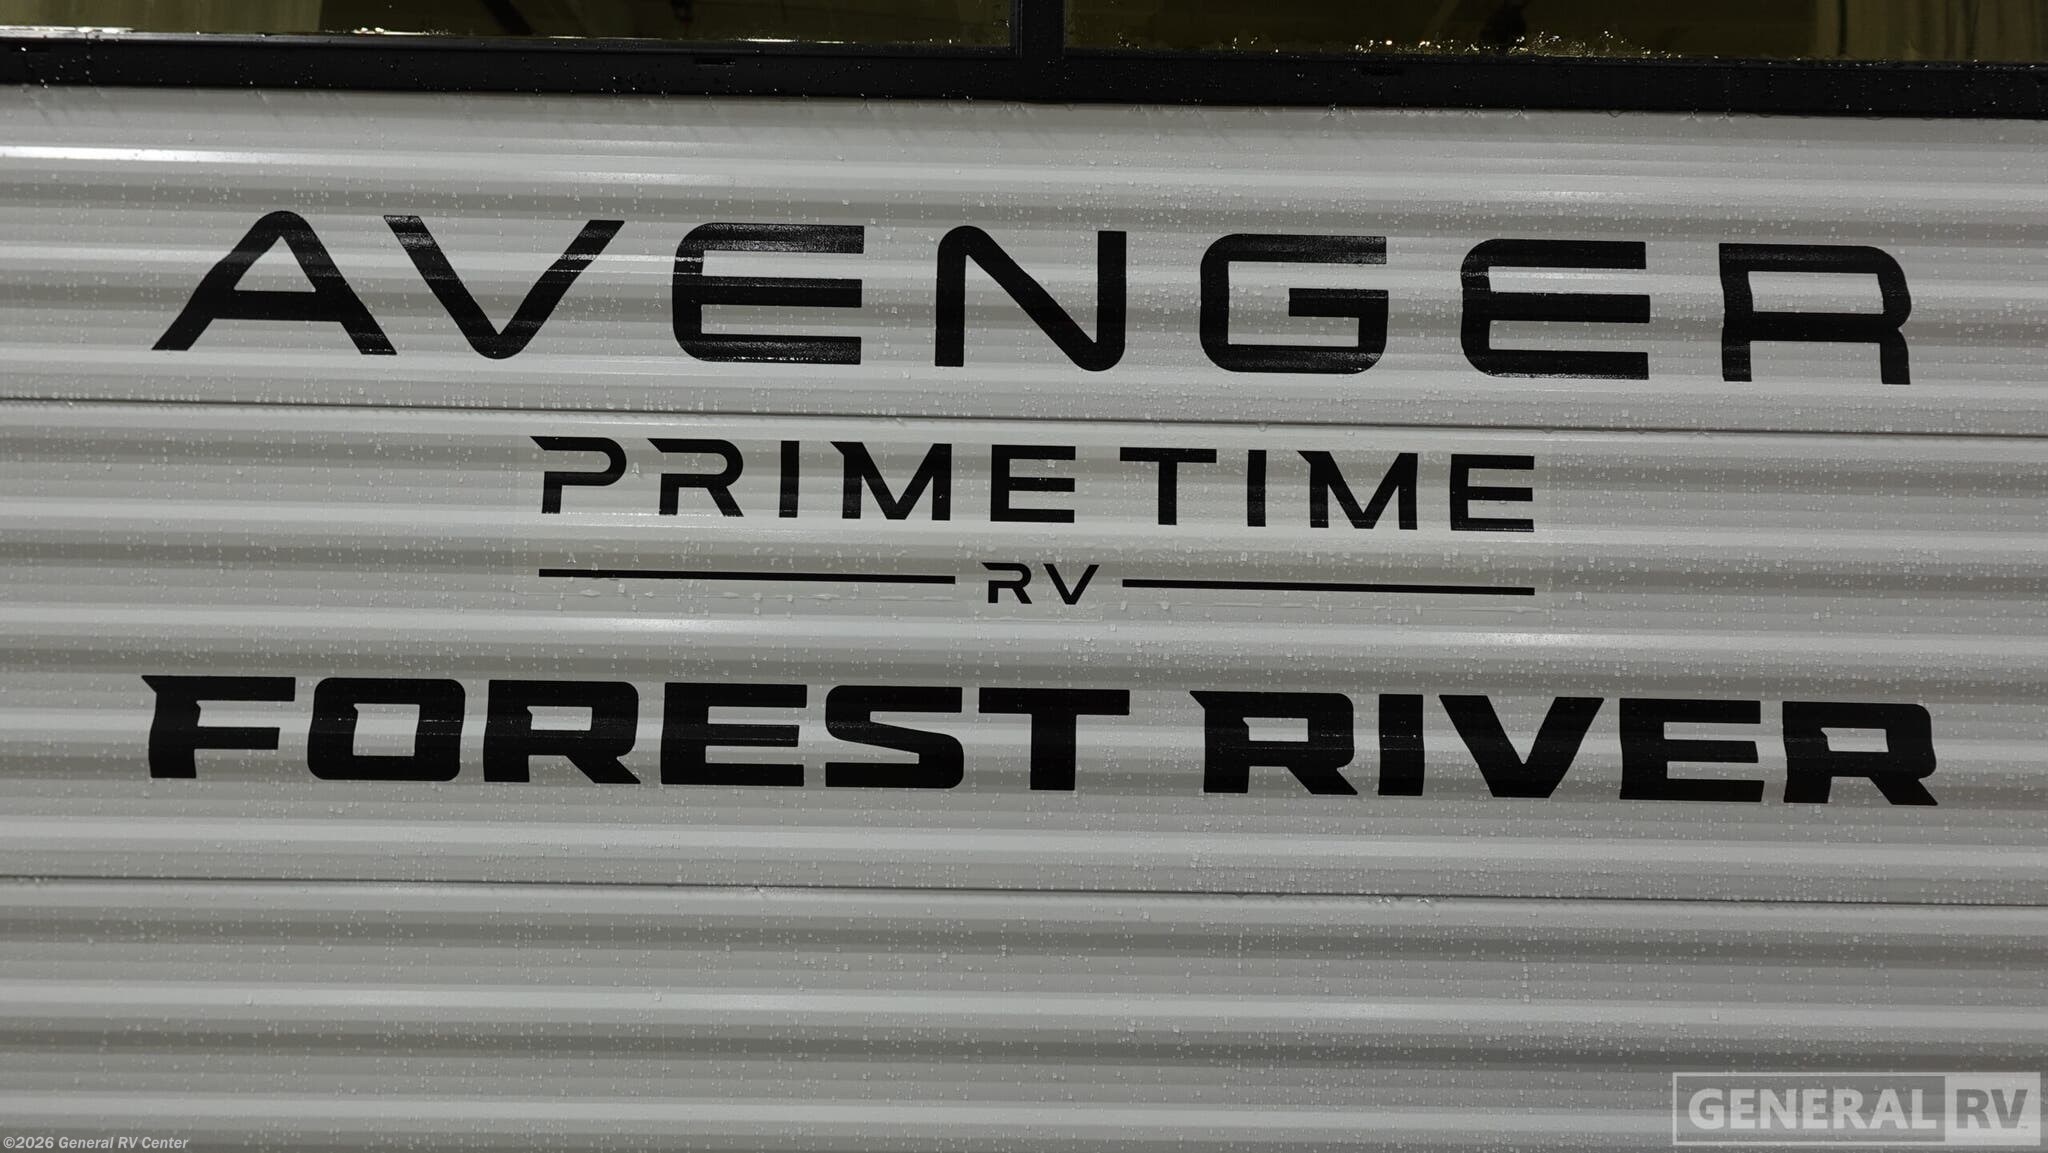 AVENGER
PRIME TIME
RV
FOREST RIVER
GENERAL RV
©2026 General RV Center